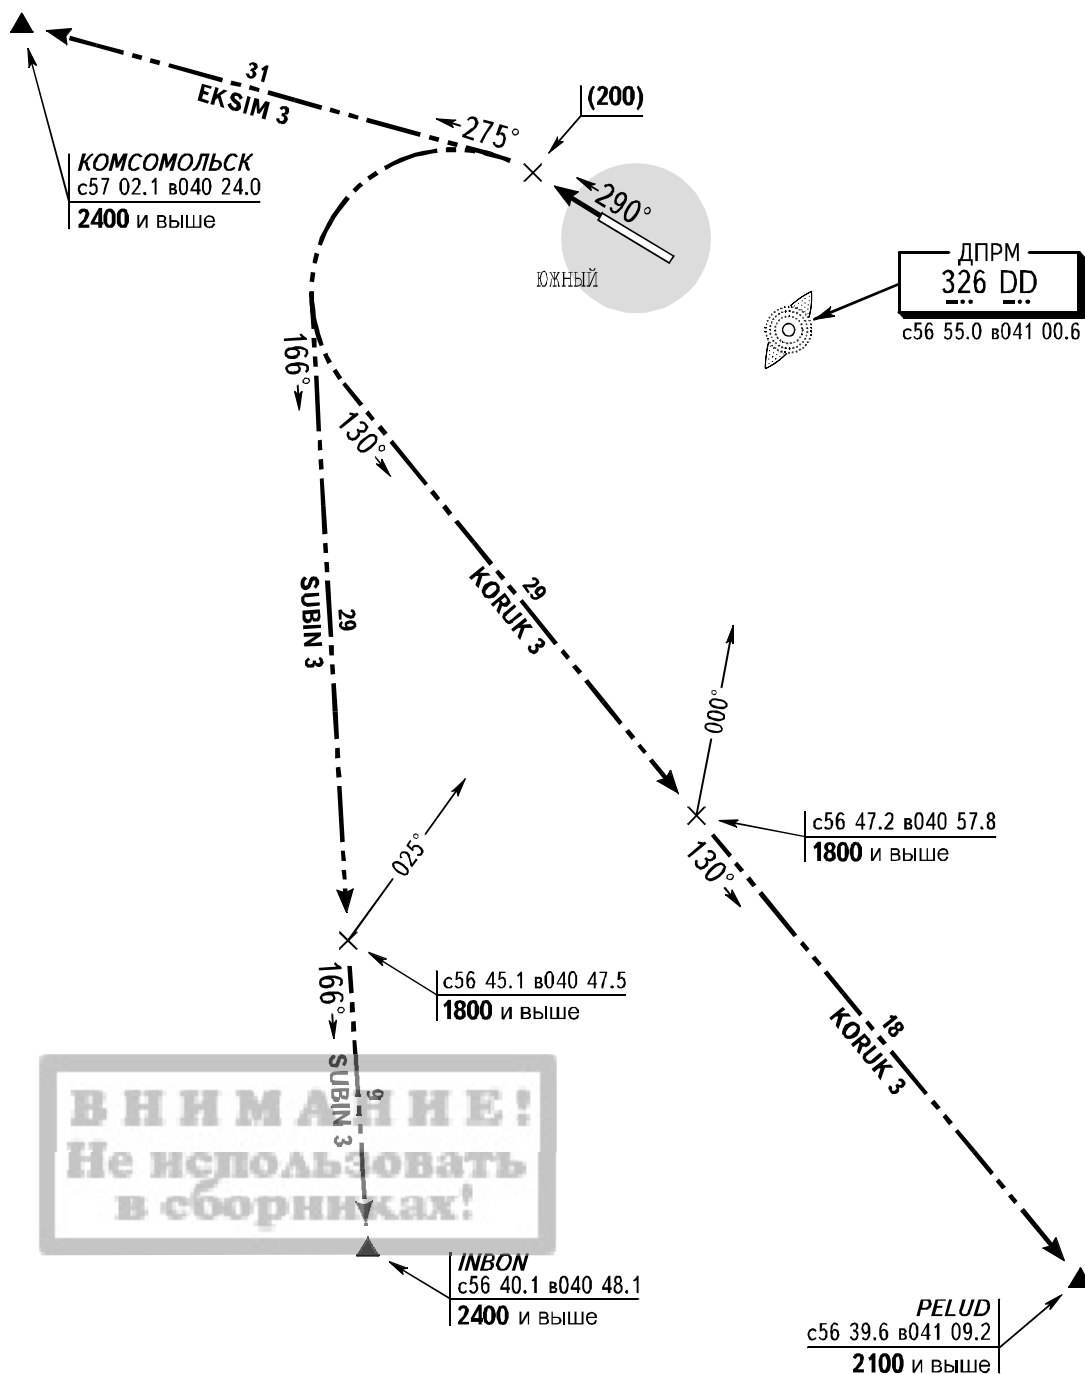 31
EKSIM 3
275°
(200)
КОМСОМОЛЬСК
с57 02.1 в040 24.0
2400 и выше
290°
ЮЖНЫЙ
ДПРМ
326 DD
с56 55.0 в041 00.6
166°
130°
29
SUBIN 3
29
KORUK 3
000°
025°
с56 47.2 в040 57.8
1800 и выше
130°
166°
с56 45.1 в040 47.5
1800 и выше
18
KORUK 3
9
SUBIN 3
ВНИМАНИЕ!
Не использовать
в сборниках!
INBON
с56 40.1 в040 48.1
2400 и выше
PELUD
с56 39.6 в041 09.2
2100 и выше